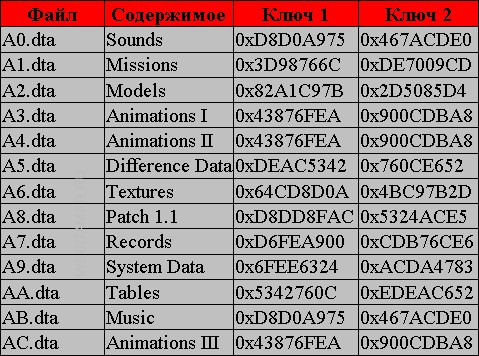 Файл Содержимое Ключ 1 Ключ 2
A0.dta Sounds 0xD8D0A975 0x467ACDE0
A1.dta Missions 0x3D98766C 0xDE7009CD
A2.dta Models 0x82A1C97B 0x2D5085D4
A3.dta Animations I 0x43876FEA 0x900CDBA8
A4.dta Animations II 0x43876FEA 0x900CDBA8
A5.dta Difference Data 0xDEAC5342 0x760CE652
A6.dta Textures 0x64CD8D0A 0x4BC97B2D
A8.dta Patch 1.1 0xD8DD8FAC 0x5324ACE5
A7.dta Records 0xD6FEA900 0xCDB76CE6
A9.dta System Data 0x6FEE6324 0xACDA4783
AA.dta Tables 0x5342760C 0xEDEAC652
AB.dta Music 0xD8D0A975 0x467ACDE0
AC.dta Animations III 0x43876FEA 0x900CDBA8